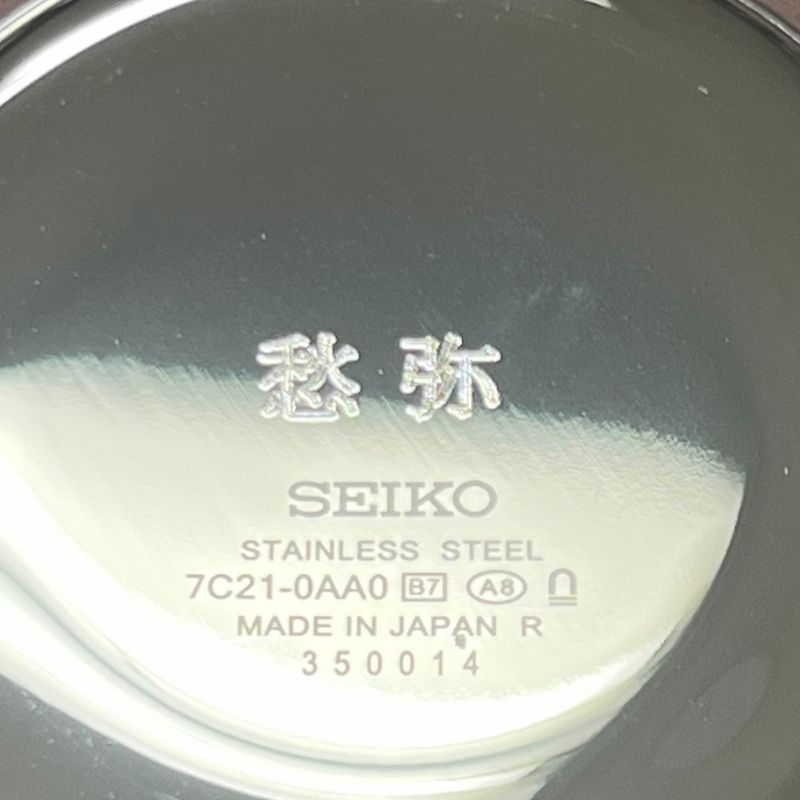 愁 弥
SEIKO
STAINLESS STEEL
7C21-0AA0 B7 A8
MADE IN JAPAN R
350014